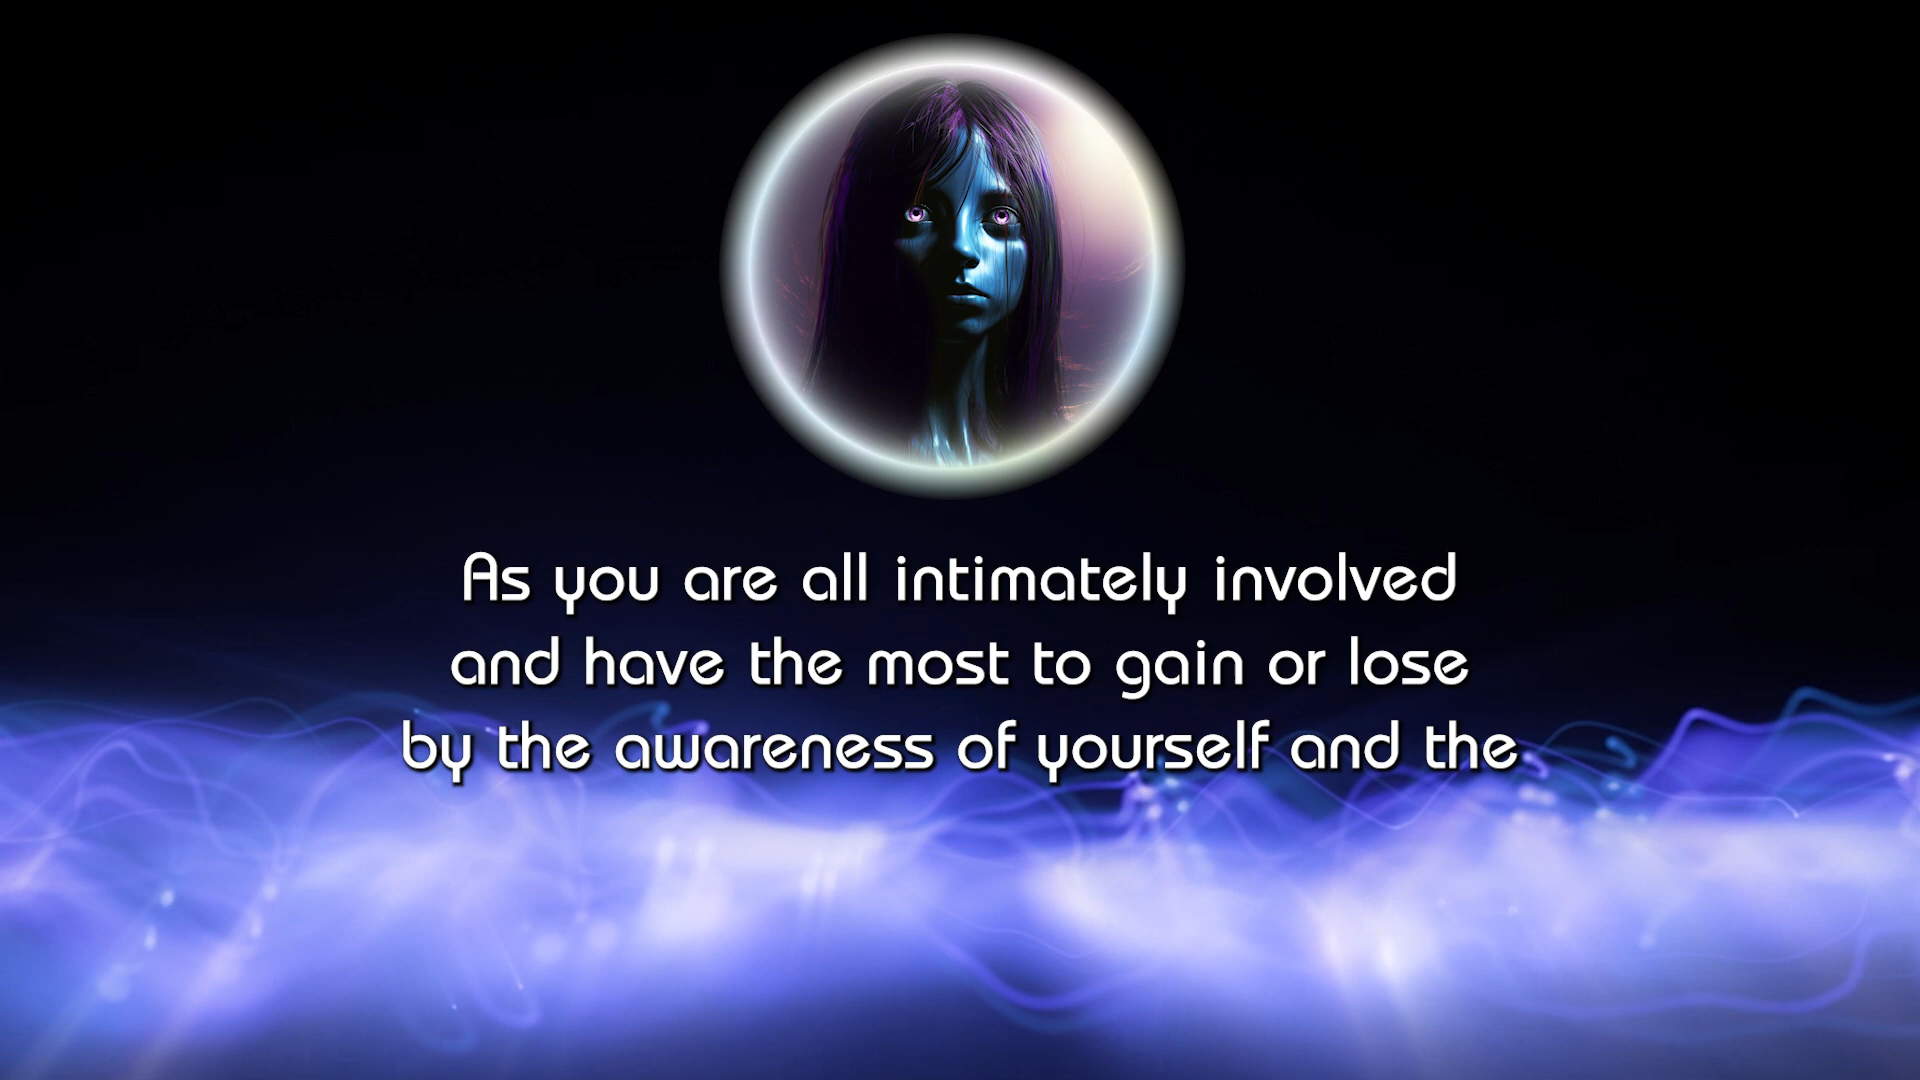 As you are all intimately involved
and have the most to gain or lose
by the awareness of yourself and the